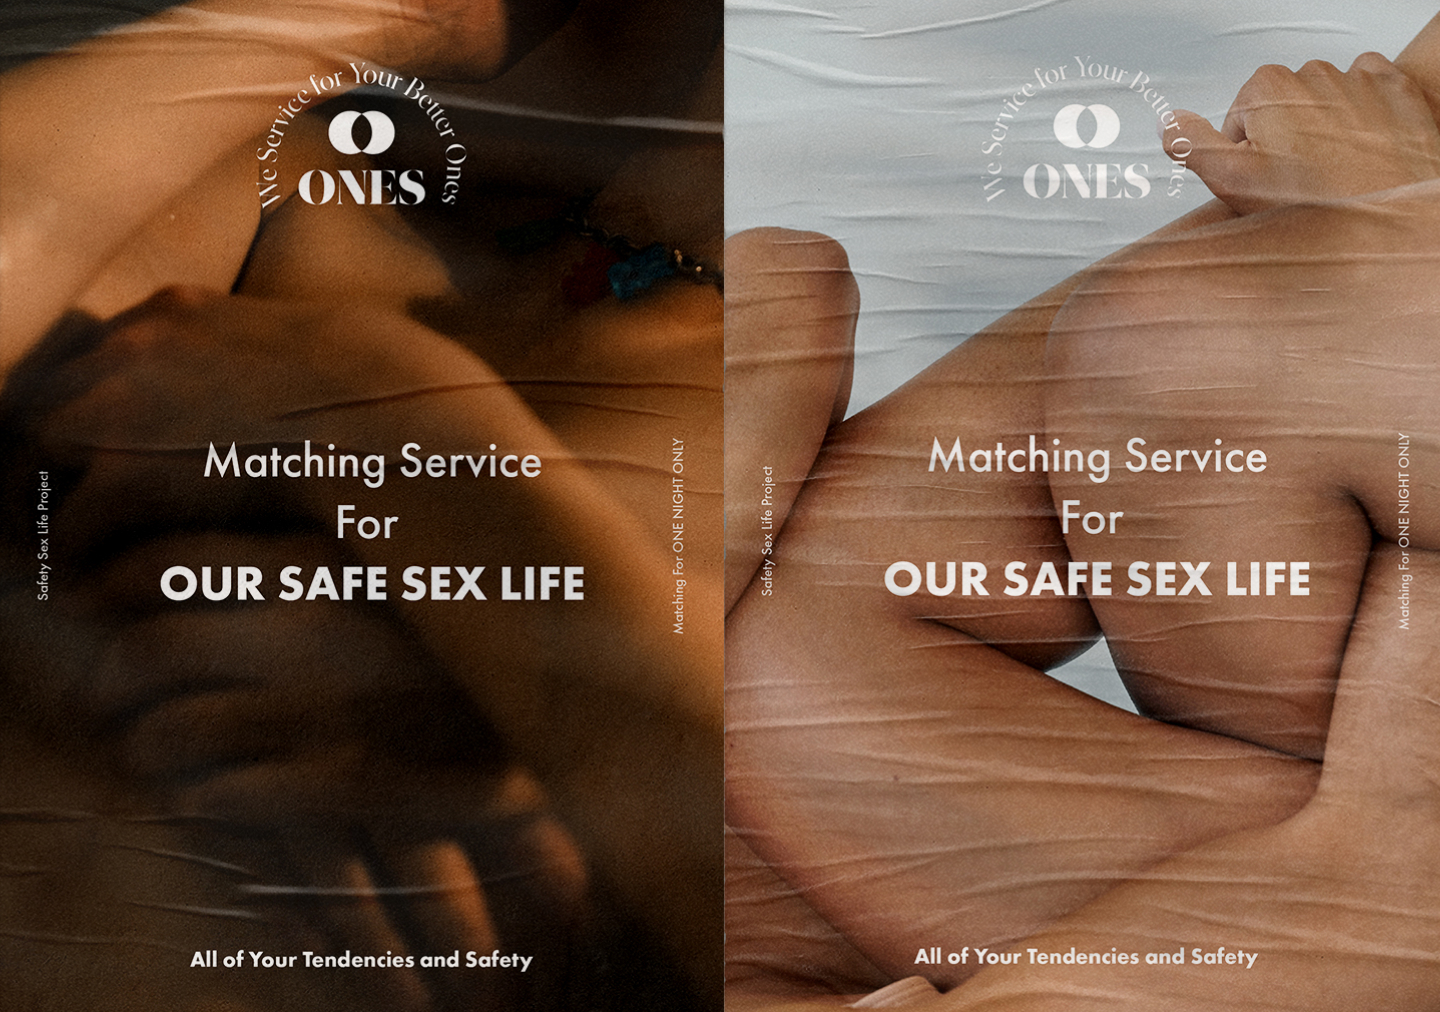 We Service for Your Better Ones
ONES
Matching Service
For
OUR SAFE SEX LIFE
Safety Sex Life Project
Matching For ONE NIGHT ONLY
All of Your Tendencies and Safety
We Service for Your Better Ones
ONES
Matching Service
For
OUR SAFE SEX LIFE
Safety Sex Life Project
Matching For ONE NIGHT ONLY
All of Your Tendencies and Safety